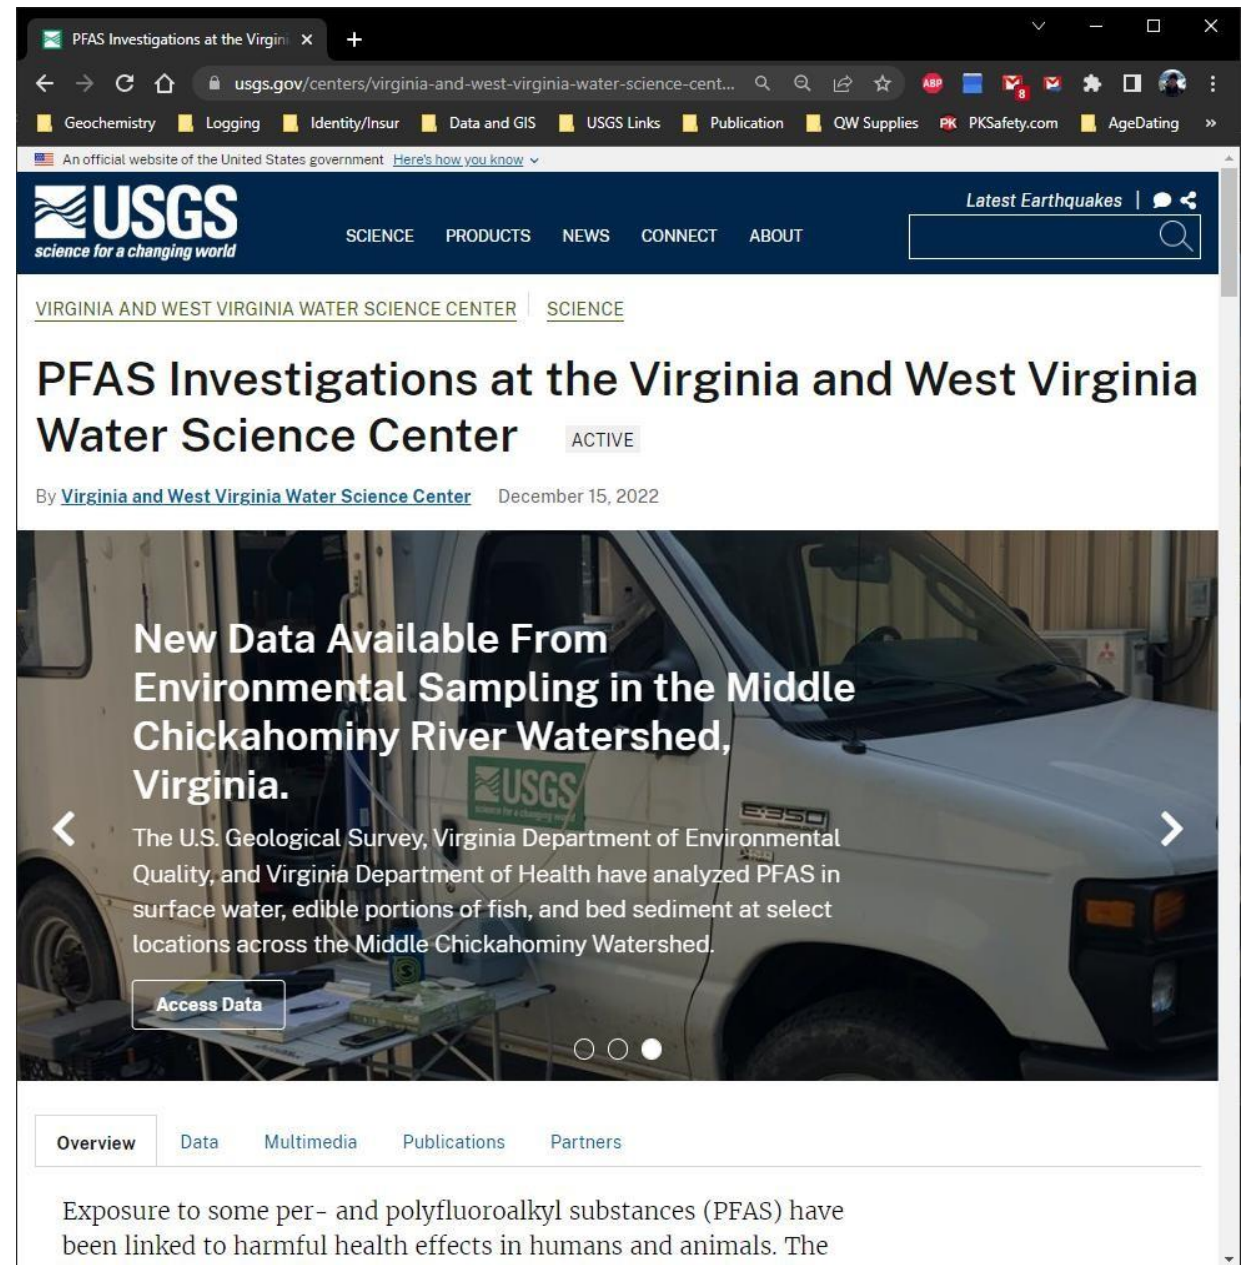 PFAS Investigations at the Virgini
usgs.gov/centers/virginia-and-west-virginia-water-science-cent...
ABP
8
Geochemistry Logging Identity/Insur Data and GIS USGS Links Publication QW Supplies PK PKSafety.com AgeDating »
An official website of the United States government Here's how you know
USGS
science for a changing world
Latest Earthquakes |
SCIENCE PRODUCTS NEWS CONNECT ABOUT
VIRGINIA AND WEST VIRGINIA WATER SCIENCE CENTER SCIENCE
PFAS Investigations at the Virginia and West Virginia
Water Science Center ACTIVE
By Virginia and West Virginia Water Science Center December 15, 2022
New Data Available From
Environmental Sampling in the Middle
Chickahominy River Watershed,
Virginia.
USGS
science for a changing world
E-350
The U.S. Geological Survey, Virginia Department of Environmental
Quality, and Virginia Department of Health have analyzed PFAS in
surface water, edible portions of fish, and bed sediment at select
locations across the Middle Chickahominy Watershed.
Access Data
Overview Data Multimedia Publications Partners
Exposure to some per- and polyfluoroalkyl substances (PFAS) have
been linked to harmful health effects in humans and animals. The